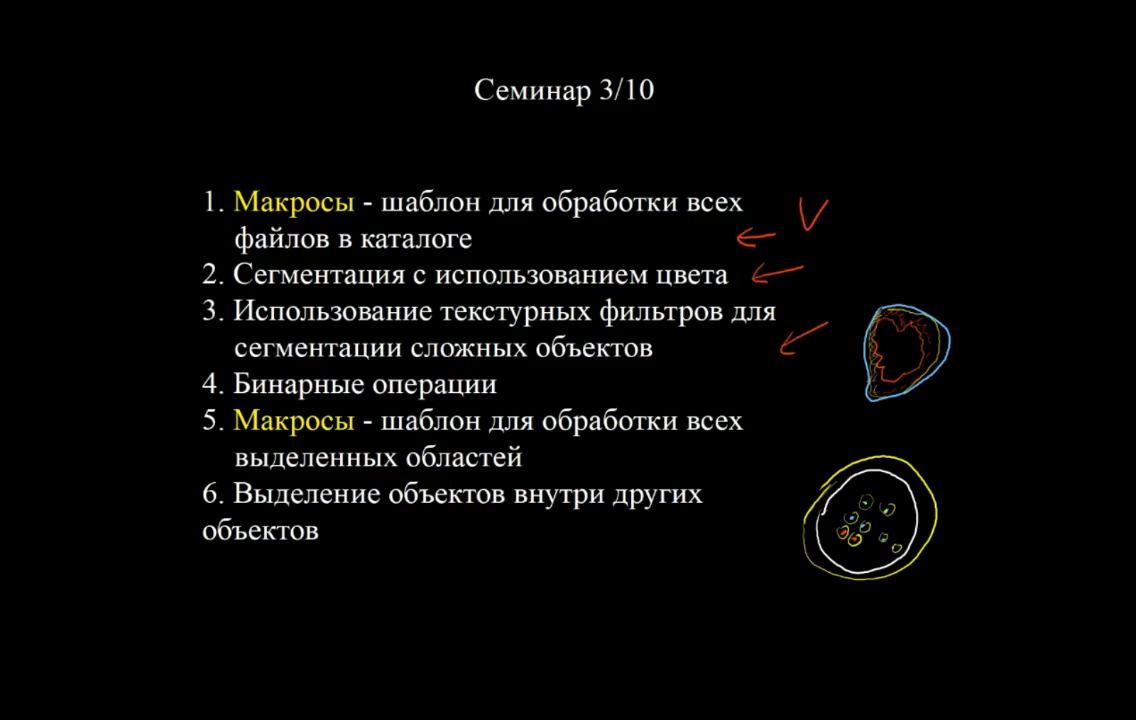 Семинар 3/10
1. Макросы - шаблон для обработки всех
файлов в каталоге
2. Сегментация с использованием цвета
3. Использование текстурных фильтров для
сегментации сложных объектов
4. Бинарные операции
5. Макросы - шаблон для обработки всех
выделенных областей
6. Выделение объектов внутри других
объектов